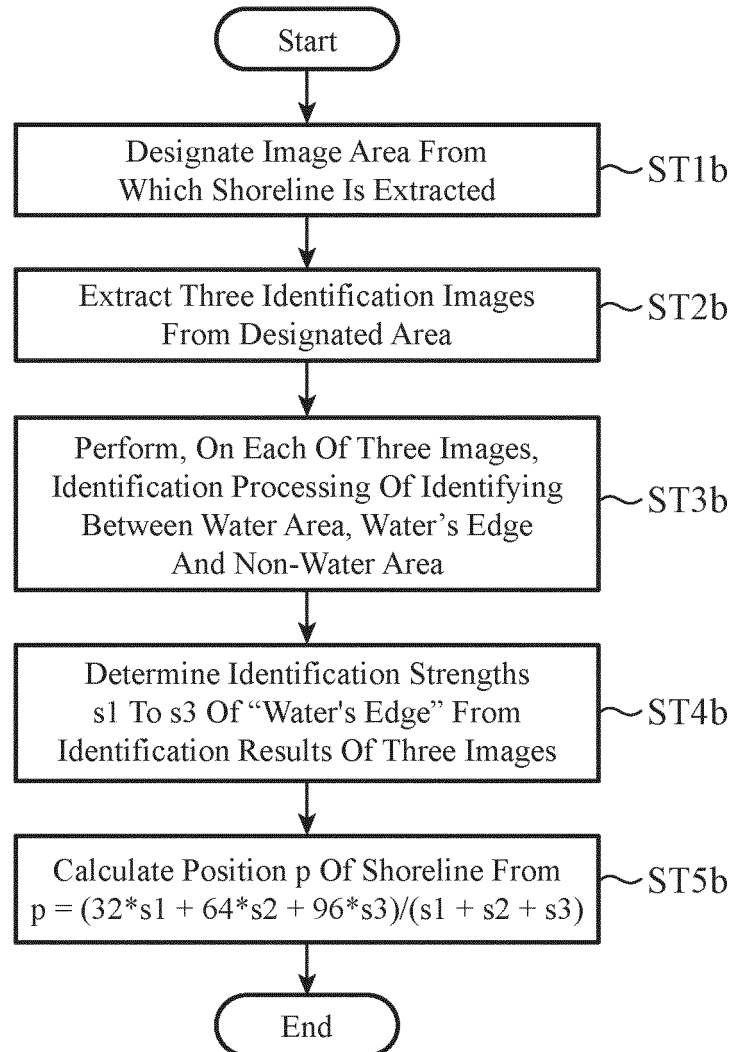 Start
Designate Image Area From
Which Shoreline Is Extracted
ST1b
Extract Three Identification Images
From Designated Area
ST2b
Perform, On Each Of Three Images,
Identification Processing Of Identifying
Between Water Area, Water’s Edge
And Non-Water Area
ST3b
Determine Identification Strengths
s1 To s3 Of “Water's Edge” From
Identification Results Of Three Images
ST4b
Calculate Position p Of Shoreline From
p = (32*s1 + 64*s2 + 96*s3)/(s1 + s2 + s3)
ST5b
End